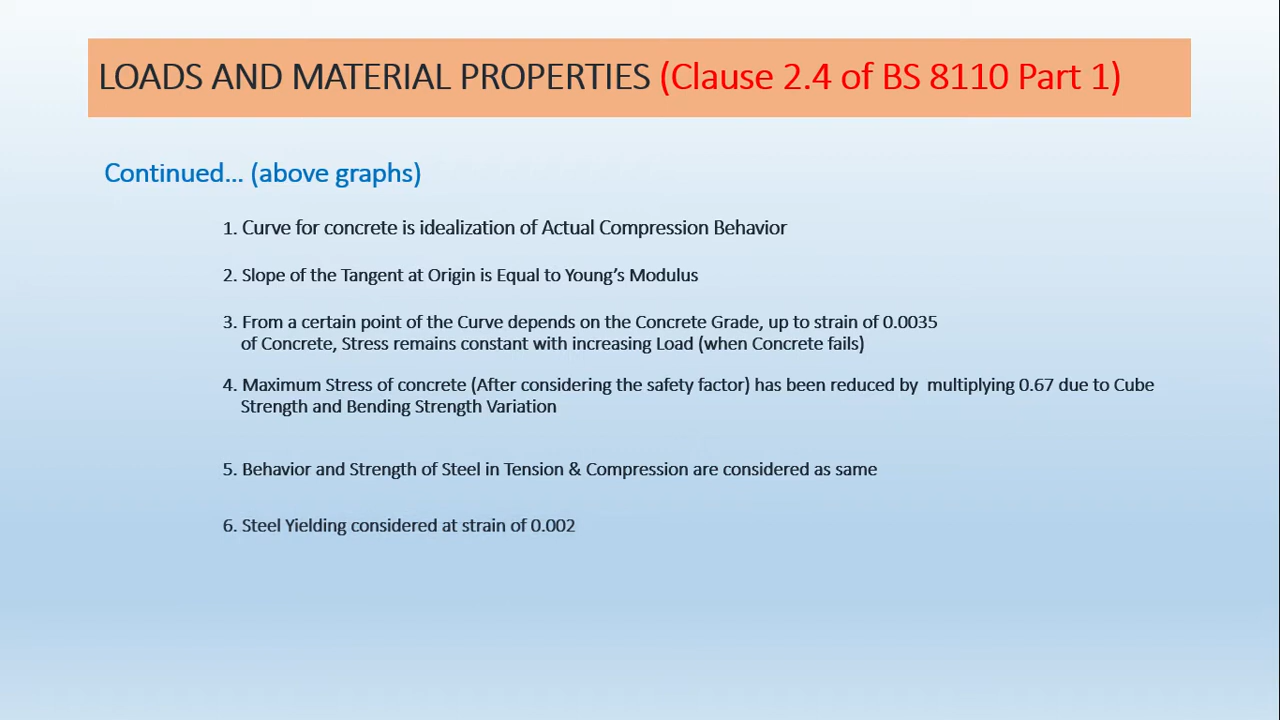 LOADS AND MATERIAL PROPERTIES (Clause 2.4 of BS 8110 Part 1)
Continued... (above graphs)
1. Curve for concrete is idealization of Actual Compression Behavior
2. Slope of the Tangent at Origin is Equal to Young's Modulus
3. From a certain point of the Curve depends on the Concrete Grade, up to strain of 0.0035
of Concrete, Stress remains constant with increasing Load (when Concrete fails)
4. Maximum Stress of concrete (After considering the safety factor) has been reduced by multiplying 0.67 due to Cube
Strength and Bending Strength Variation
5. Behavior and Strength of Steel in Tension & Compression are considered as same
6. Steel Yielding considered at strain of 0.002